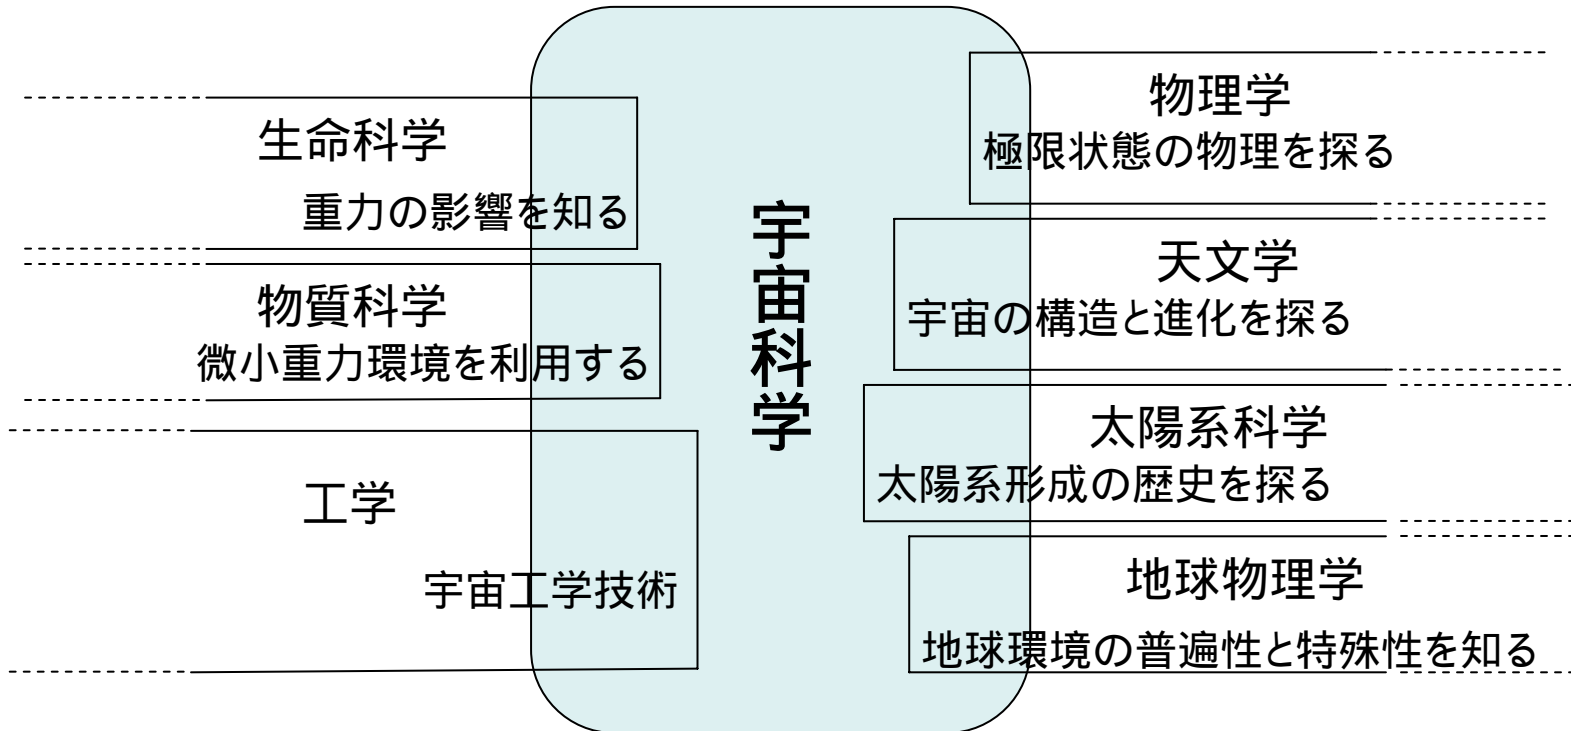 生命科学
重力の影響を知る
物質科学
微小重力環境を利用する
工学
宇宙工学技術
宇宙科学
物理学
極限状態の物理を探る
天文学
宇宙の構造と進化を探る
太陽系科学
太陽系形成の歴史を探る
地球物理学
地球環境の普遍性と特殊性を知る